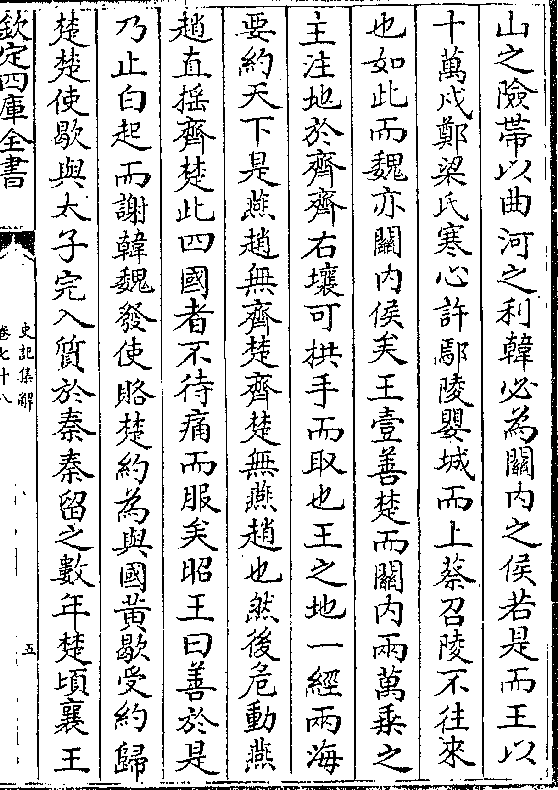 山之險帶以曲河之利韓必為關內之侯若是而王以
十萬戍鄭梁氏寒心許鄢陵嬰城而上蔡召陵不往來
也如此而魏亦關內侯矣王壹善楚而關內兩萬乘之
主注地於齊齊右壤可拱手而取也王之地一經兩海
要約天下是燕趙無齊楚齊楚無燕趙也然後危動燕
趙直揺齊楚此四國者不待痛而服矣昭王曰善於是
乃止白起而謝韓魏發使賂楚約為與國黃歇受約歸
楚楚使歇與太子完入質於秦秦留之數年楚頃襄王
欽定四庫全書
史記集解
卷七十八
五